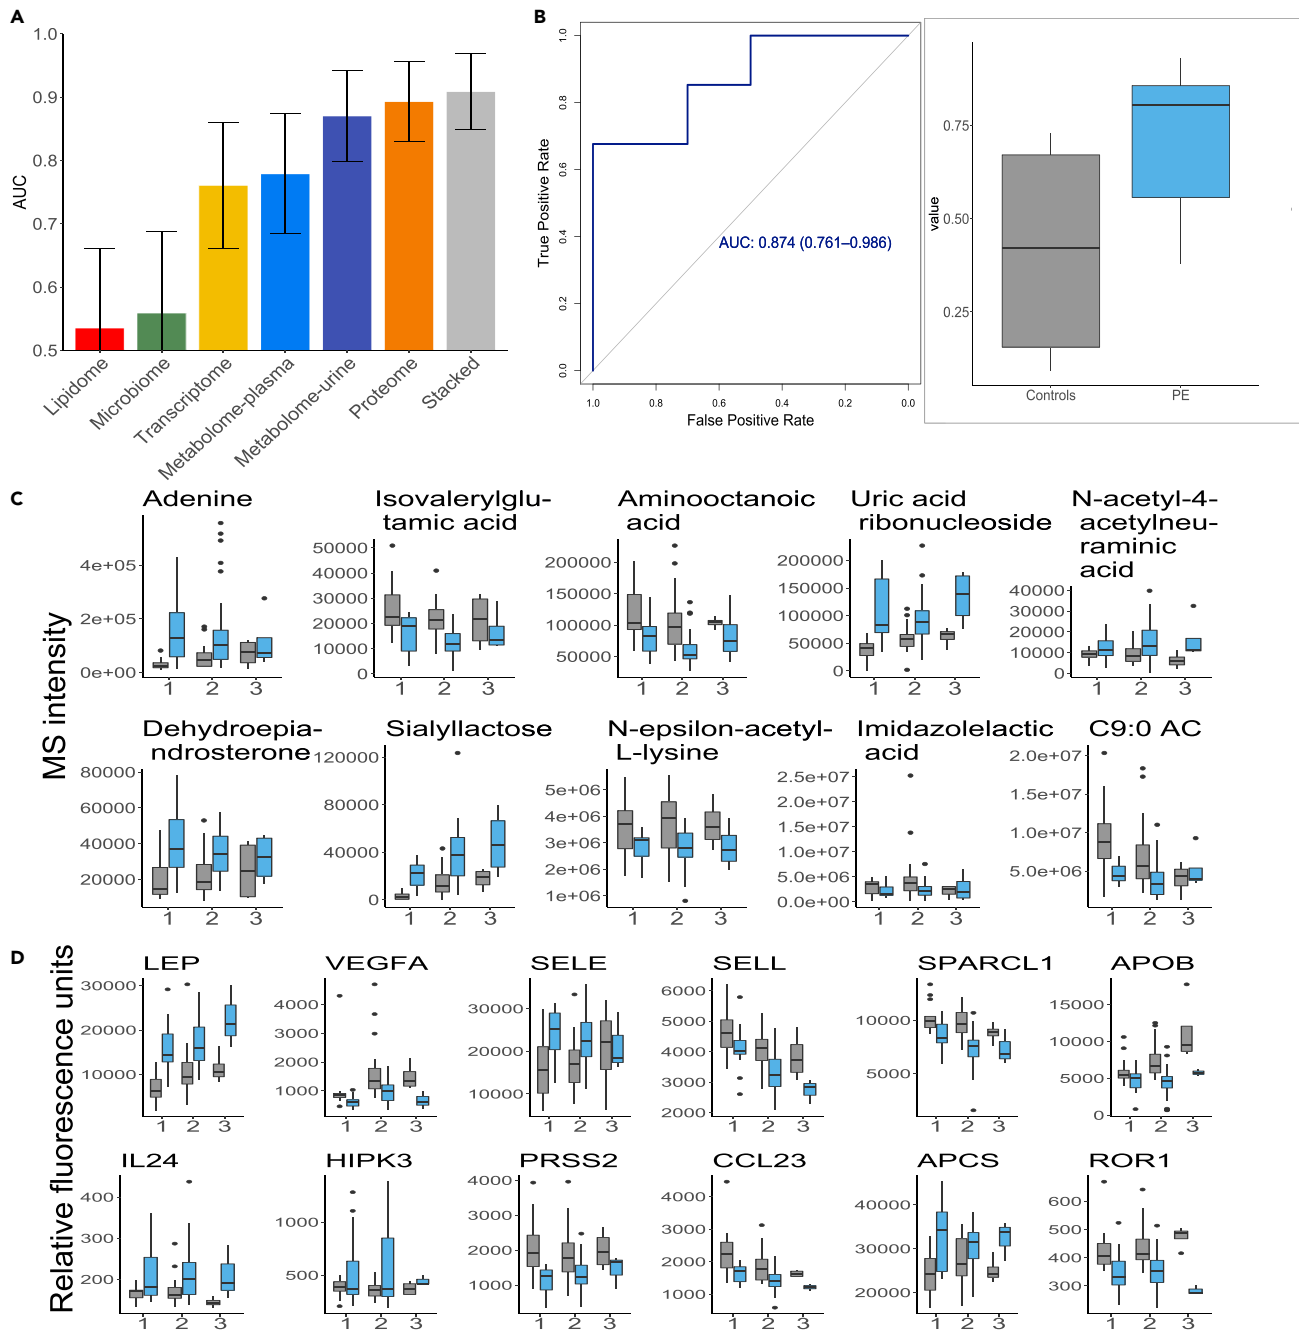 A
1.0
0.9
0.8
0.7
0.6
0.5
AUC
Lipidome
Microbiome
Transcriptome
Metabolome-plasma
Metabolome-urine
Proteome
Stacked
B
1.0
0.8
0.6
0.4
0.2
0.0
True Positive Rate
AUC: 0.874 (0.761–0.986)
1.0 0.8 0.6 0.4 0.2 0.0
False Positive Rate
value
0.75
0.50
0.25
Controls PE
C
MS intensity
Adenine
4e+05
2e+05
0e+00
1 2 3
Isovalerylglu-
tamic acid
50000
40000
30000
20000
10000
0
1 2 3
Aminooctanoic
acid
200000
150000
100000
50000
1 2 3
Uric acid
ribonucleoside
200000
150000
100000
50000
0
1 2 3
N-acetyl-4-
acetylneu-
raminic
acid
40000
30000
20000
10000
0
1 2 3
Dehydroepia-
ndrosterone
80000
60000
40000
20000
1 2 3
Sialyllactose
120000
80000
40000
0
1 2 3
N-epsilon-acetyl-
L-lysine
5e+06
4e+06
3e+06
2e+06
1e+06
1 2 3
Imidazolelactic
acid
2.5e+07
2.0e+07
1.5e+07
1.0e+07
5.0e+06
0.0e+00
1 2 3
C9:0 AC
2.0e+07
1.5e+07
1.0e+07
5.0e+06
1 2 3
D
Relative fluorescence units
LEP
30000
20000
10000
1 2 3
VEGFA
4000
3000
2000
1000
1 2 3
SELE
30000
20000
10000
1 2 3
SELL
6000
5000
4000
3000
2000
1 2 3
SPARCL1
10000
5000
1 2 3
APOB
15000
10000
5000
0
1 2 3
IL24
400
300
200
1 2 3
HIPK3
1000
500
1 2 3
PRSS2
4000
3000
2000
1000
1 2 3
CCL23
4000
3000
2000
1000
1 2 3
APCS
40000
30000
20000
1 2 3
ROR1
600
500
400
300
1 2 3